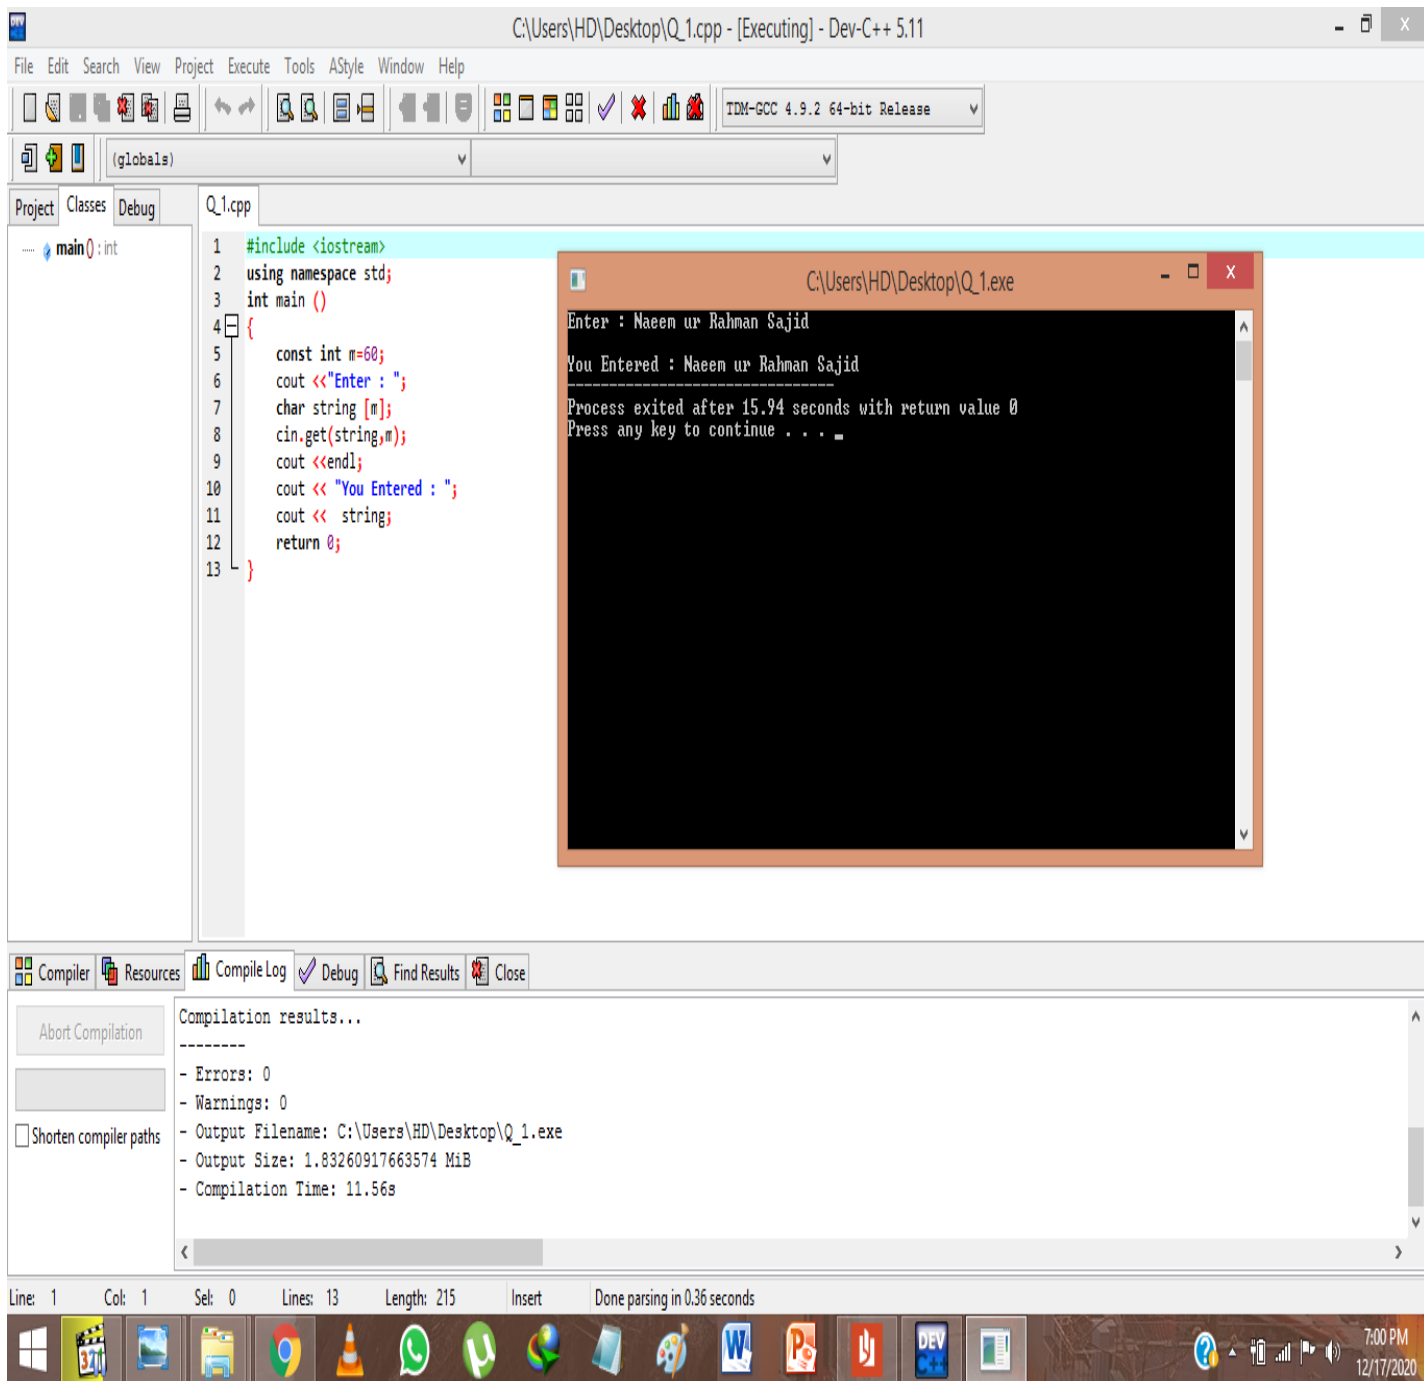 C:\Users\HD\Desktop\Q_1.cpp - [Executing] - Dev-C++ 5.11
File Edit Search View Project Execute Tools AStyle Window Help
TDM-GCC 4.9.2 64-bit Release
(globals)
Project Classes Debug
Q_1.cpp
main () : int
1 #include <iostream>
2 using namespace std;
3 int main ()
4 {
5 const int m=60;
6 cout <<"Enter : ";
7 char string [m];
8 cin.get(string,m);
9 cout <<endl;
10 cout << "You Entered : ";
11 cout <<  string;
12 return 0;
13 }
C:\Users\HD\Desktop\Q_1.exe
Enter : Naeem ur Rahman Sajid
You Entered : Naeem ur Rahman Sajid
--------------------------------
Process exited after 15.94 seconds with return value 0
Press any key to continue . . . _
Compiler Resources Compile Log Debug Find Results Close
Abort Compilation
Shorten compiler paths
Compilation results...
--------
- Errors: 0
- Warnings: 0
- Output Filename: C:\Users\HD\Desktop\Q_1.exe
- Output Size: 1.83260917663574 MiB
- Compilation Time: 11.56s
Line: 1 Col: 1 Sel: 0 Lines: 13 Length: 215 Insert Done parsing in 0.36 seconds
321
DEV
C++
7:00 PM
12/17/2020